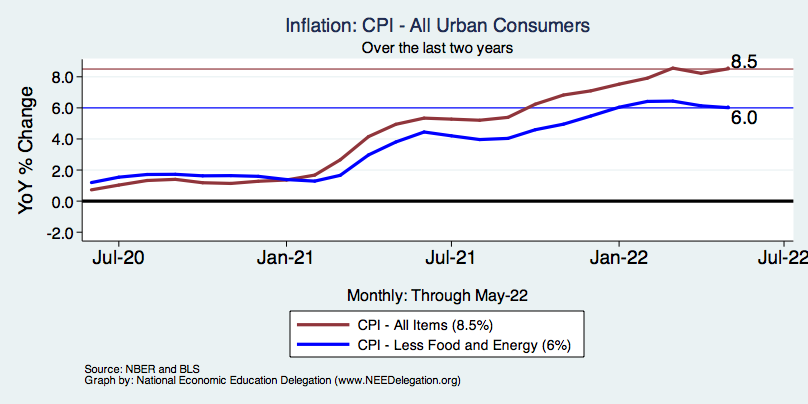 Inflation: CPI - All Urban Consumers
Over the last two years
YoY % Change
8.0
6.0
4.0
2.0
0.0
-2.0
8.5
6.0
Jul-20
Jan-21
Jul-21
Jan-22
Jul-22
Monthly: Through May-22
CPI - All Items (8.5%)
CPI - Less Food and Energy (6%)
Source: NBER and BLS
Graph by: National Economic Education Delegation (www.NEEDelegation.org)